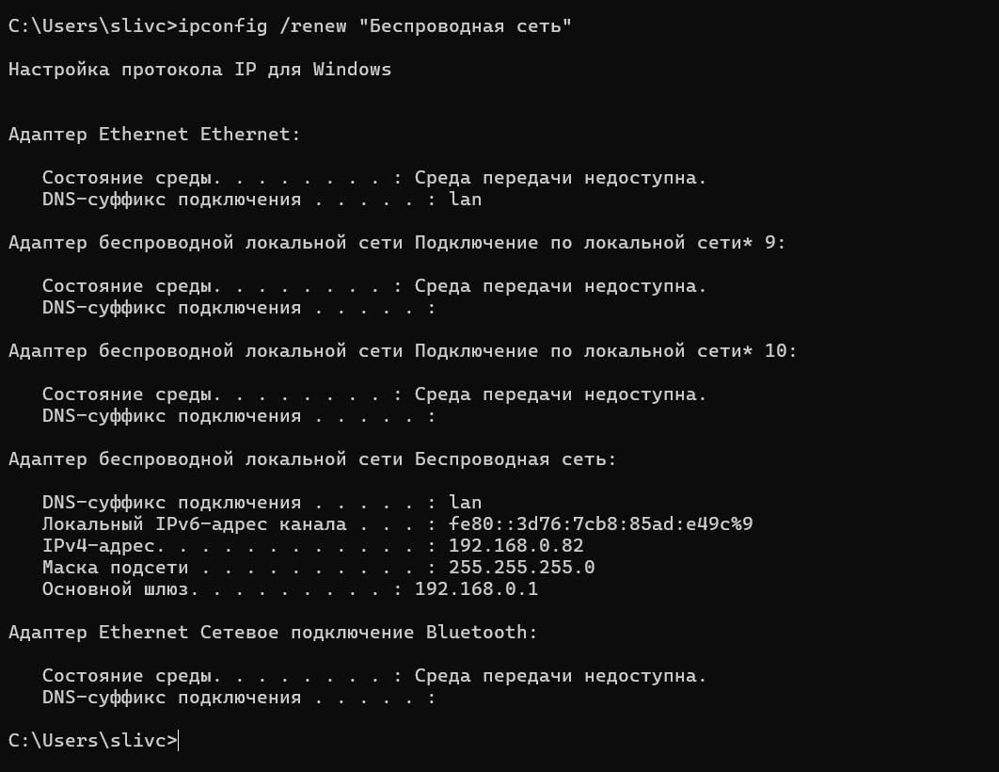 C:\Users\slivc>ipconfig /renew "Беспроводная сеть"
Настройка протокола IP для Windows
Адаптер Ethernet Ethernet:
Состояние среды. . . . . . . . : Среда передачи недоступна.
DNS-суффикс подключения . . . . . : lan
Адаптер беспроводной локальной сети Подключение по локальной сети* 9:
Состояние среды. . . . . . . . : Среда передачи недоступна.
DNS-суффикс подключения . . . . . :
Адаптер беспроводной локальной сети Подключение по локальной сети* 10:
Состояние среды. . . . . . . . : Среда передачи недоступна.
DNS-суффикс подключения . . . . . :
Адаптер беспроводной локальной сети Беспроводная сеть:
DNS-суффикс подключения . . . . . : lan
Локальный IPv6-адрес канала . . . : fe80::3d76:7cb8:85ad:e49c%9
IPv4-адрес. . . . . . . . . . . . : 192.168.0.82
Маска подсети . . . . . . . . . . : 255.255.255.0
Основной шлюз. . . . . . . . . : 192.168.0.1
Адаптер Ethernet Сетевое подключение Bluetooth:
Состояние среды. . . . . . . . : Среда передачи недоступна.
DNS-суффикс подключения . . . . . :
C:\Users\slivc>